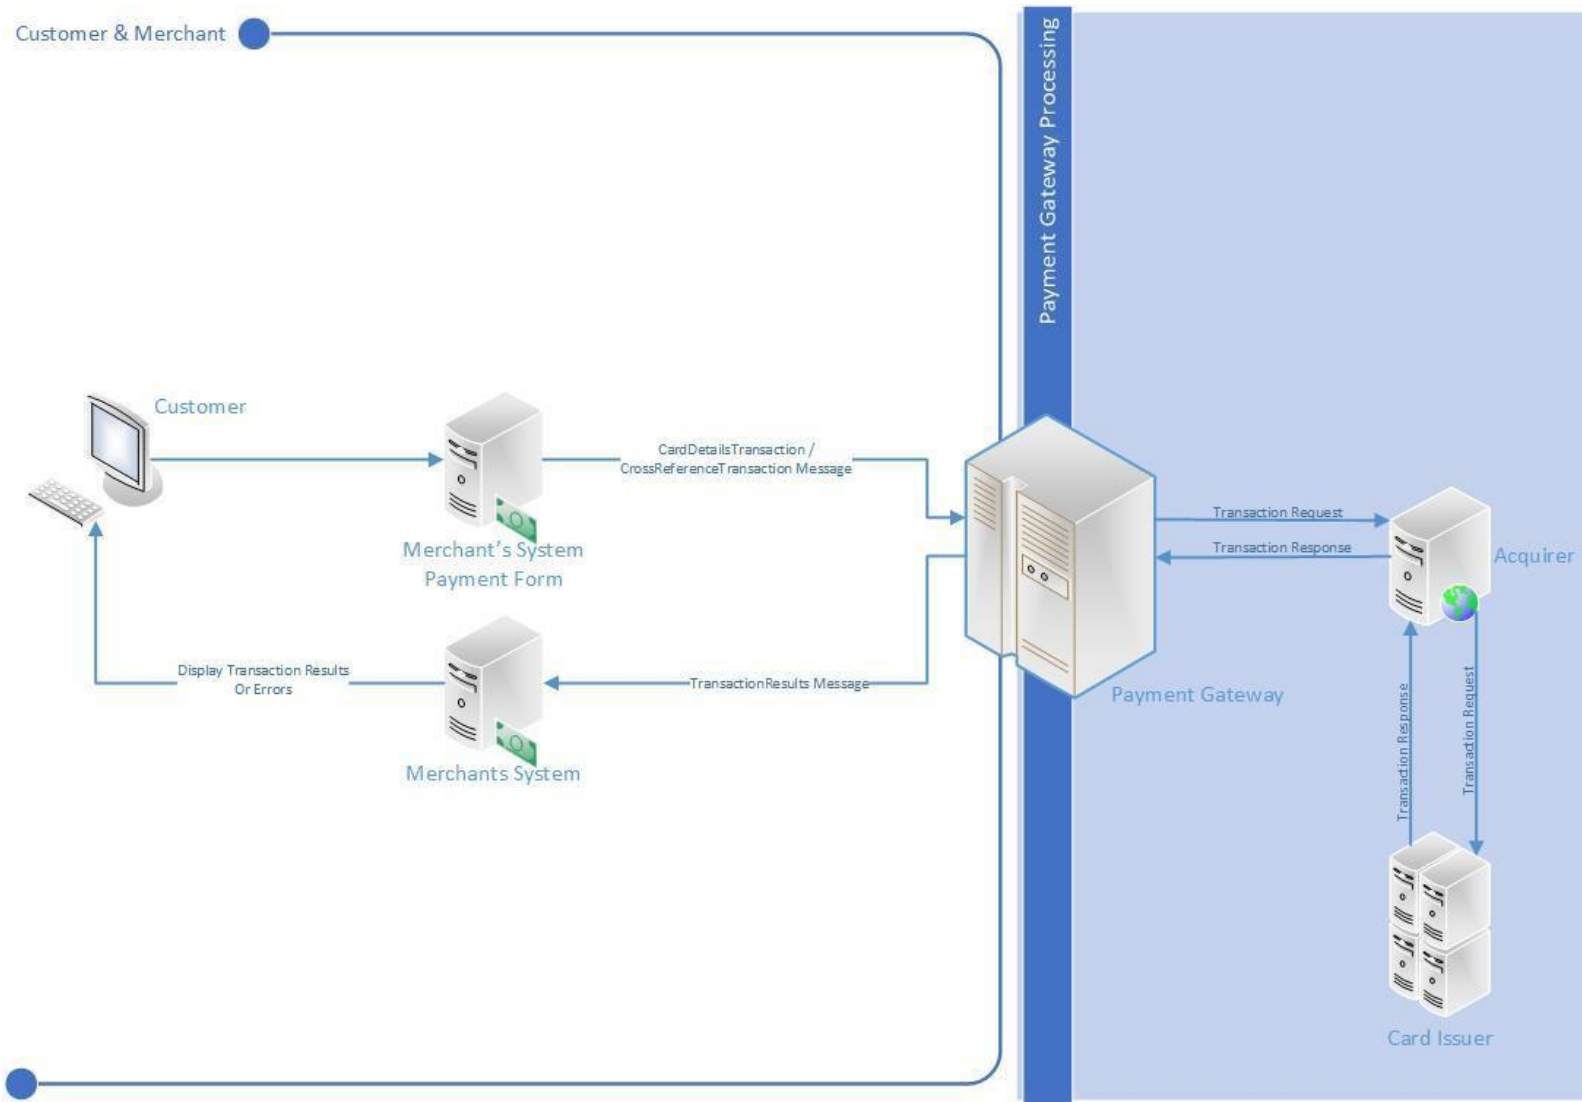 Customer & Merchant
Payment Gateway Processing
Customer
CardDetailsTransaction /
CrossReferenceTransaction Message
Merchant's System
Payment Form
Transaction Request
Transaction Response
Acquirer
Display Transaction Results
Or Errors
TransactionResults Message
Payment Gateway
Merchants System
Transaction Response
Transaction Request
Card Issuer